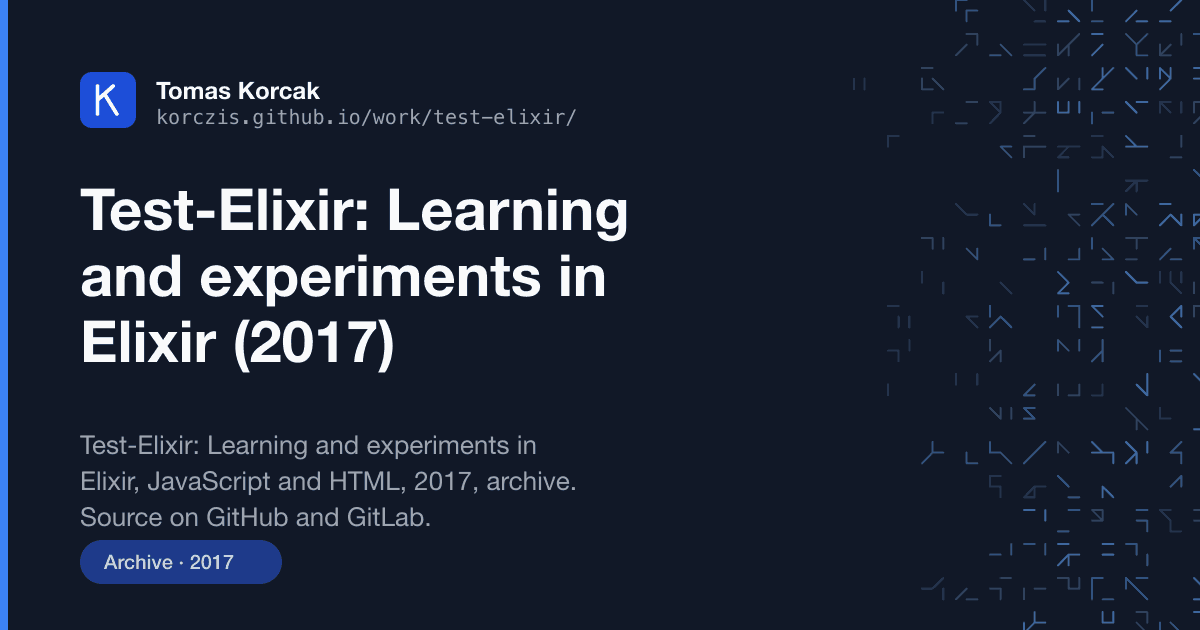 K
Tomas Korcak
korczis.github.io/work/test-elixir/
Test-Elixir: Learning
and experiments in
Elixir (2017)
Test-Elixir: Learning and experiments in
Elixir, JavaScript and HTML, 2017, archive.
Source on GitHub and GitLab.
Archive · 2017